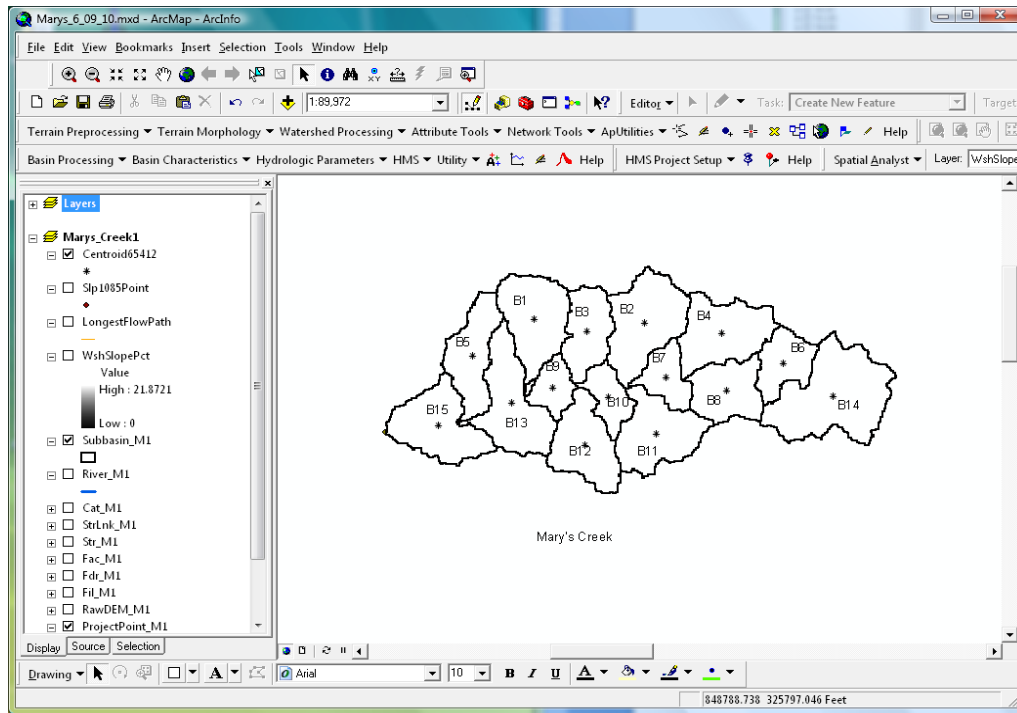 Marys_6_09_10.mxd - ArcMap - ArcInfo
File Edit View Bookmarks Insert Selection Tools Window Help
1:89,972 Editor Task: Create New Feature Target
Terrain Preprocessing Terrain Morphology Watershed Processing Attribute Tools Network Tools ApUtilities Help
Basin Processing Basin Characteristics Hydrologic Parameters HMS Utility Help HMS Project Setup Help Spatial Analyst Layer: WshSlope
Layers
Marys_Creek1
Centroid65412
Slp1085Point
LongestFlowPath
WshSlopePct
Value
High : 21.8721
Low : 0
Subbasin_M1
River_M1
Cat_M1
StrLnk_M1
Str_M1
Fac_M1
Fdr_M1
Fil_M1
RawDEM_M1
ProjectPoint_M1
B1
B3
B2
B4
B5
B9
B7
B6
B15
B13
B10
B8
B14
B12
B11
Mary's Creek
Display Source Selection
Drawing A Arial 10 B I U A
848788.738 325797.046 Feet